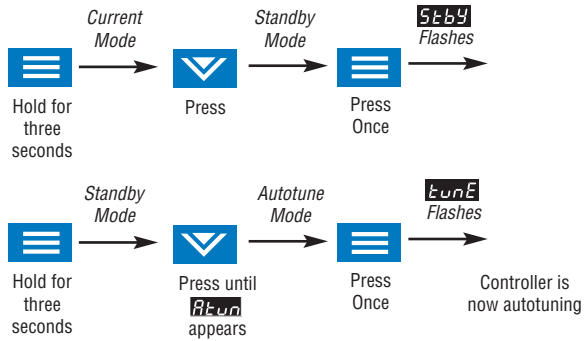 Current
Mode
Standby
Mode
Stby
Flashes
Hold for
three
seconds
Press
Press
Once
Standby
Mode
Autotune
Mode
tunE
Flashes
Hold for
three
seconds
Press until
Atun
appears
Press
Once
Controller is
now autotuning